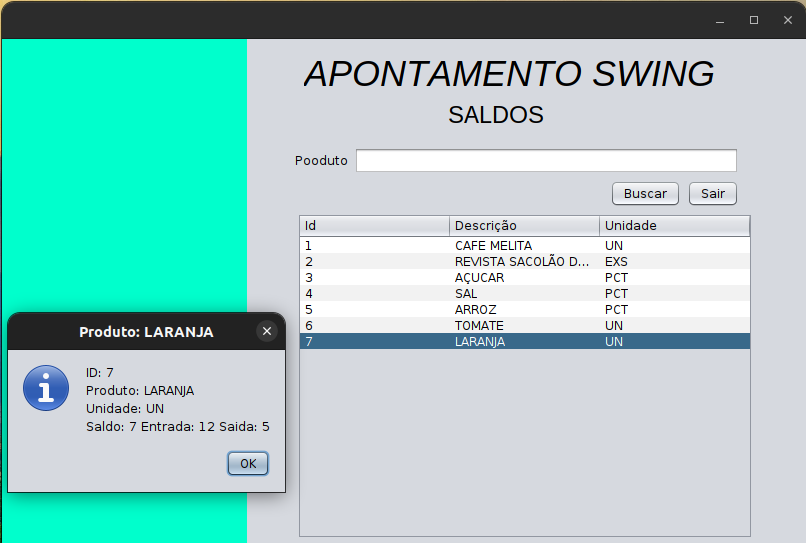 APONTAMENTO SWING
SALDOS
Pooduto
Buscar Sair
Id Descrição Unidade
1 CAFE MELITA UN
2 REVISTA SACOLÃO D... EXS
3 AÇUCAR PCT
4 SAL PCT
5 ARROZ PCT
6 TOMATE UN
7 LARANJA UN
Produto: LARANJA
ID: 7
Produto: LARANJA
Unidade: UN
Saldo: 7 Entrada: 12 Saida: 5
OK